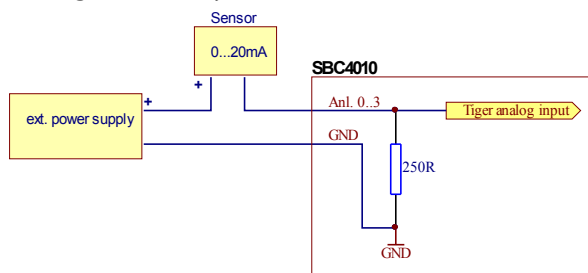 Sensor
0...20mA
+
SBC4010
+
Anl. 0..3
Tiger analog input
ext. power supply
GND
250R
GND